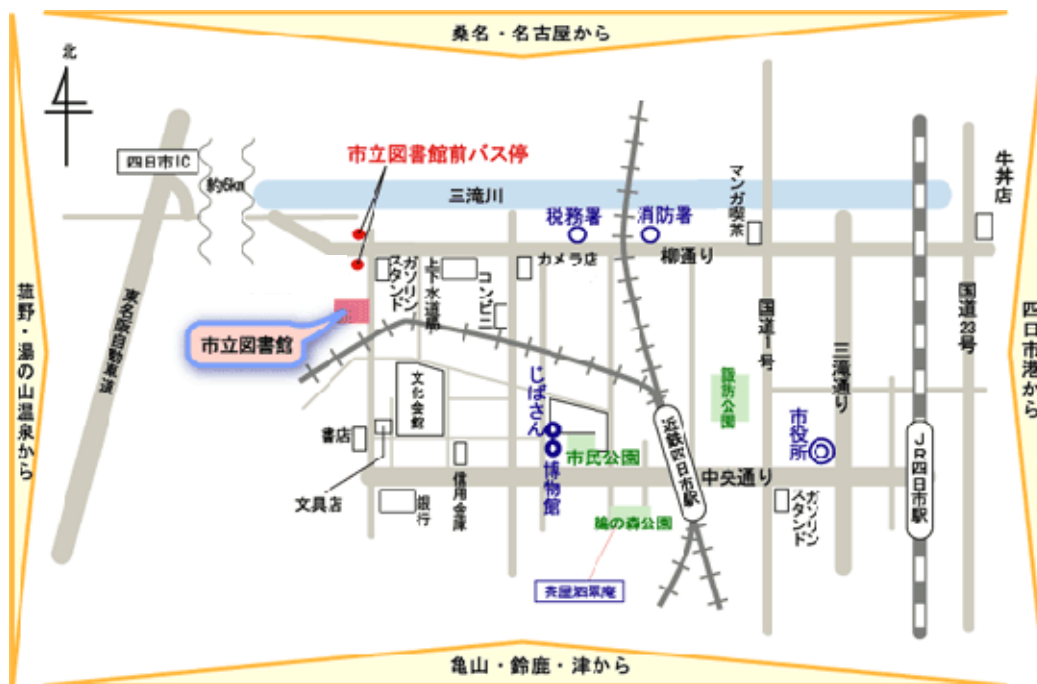 桑名・名古屋から
北
四日市IC
約6km
市立図書館前バス停
三滝川
税務署
消防署
マンガ喫茶
牛丼店
カメラ店
柳通り
ガソリン
スタンド
上下水道局
コンビニ
市立図書館
東名阪自動車道
菰野・湯の山温泉から
国道1号
三滝通り
国道23号
四日市港から
文化会館
じばさん
諏訪公園
市役所
書店
近鉄四日市駅
JR四日市駅
市民公園
博物館
中央通り
文具店
銀行
信用金庫
ガソリン
スタンド
鵜の森公園
茶屋泗翠庵
亀山・鈴鹿・津から